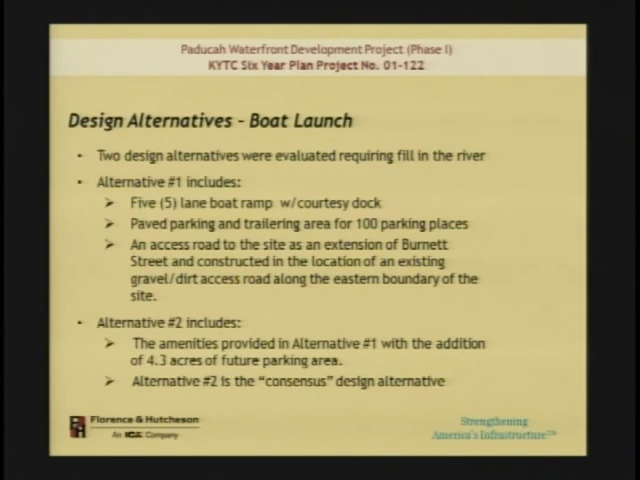 Paducah Waterfront Development Project (Phase I)
KYTC Six Year Plan Project No. 01-122
Design Alternatives - Boat Launch
• Two design alternatives were evaluated requiring fill in the river
• Alternative #1 includes:
➢ Five (5) lane boat ramp w/courtesy dock
➢ Paved parking and trailering area for 100 parking places
➢ An access road to the site as an extension of Burnett
Street and constructed in the location of an existing
gravel/dirt access road along the eastern boundary of the
site.
• Alternative #2 includes:
➢ The amenities provided in Alternative #1 with the addition
of 4.3 acres of future parking area.
➢ Alternative #2 is the "consensus" design alternative
Florence & Hutcheson
An ICA Company
Strengthening
America's Infrastructure™